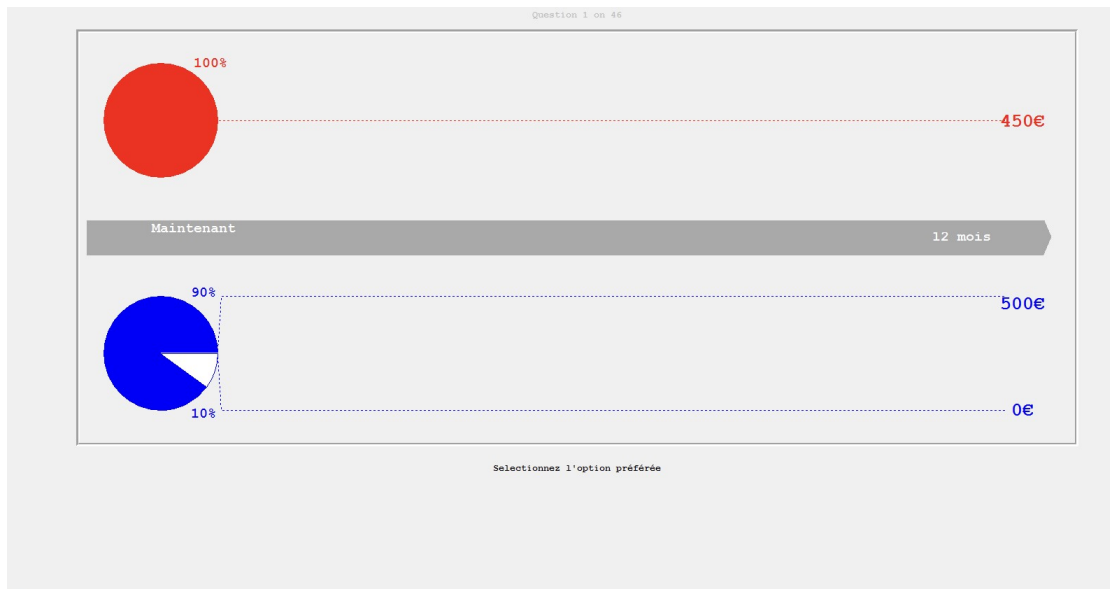 Question 1 on 46
100%
450€
Maintenant
12 mois
90%
500€
10%
0€
Selectionnez l'option préférée